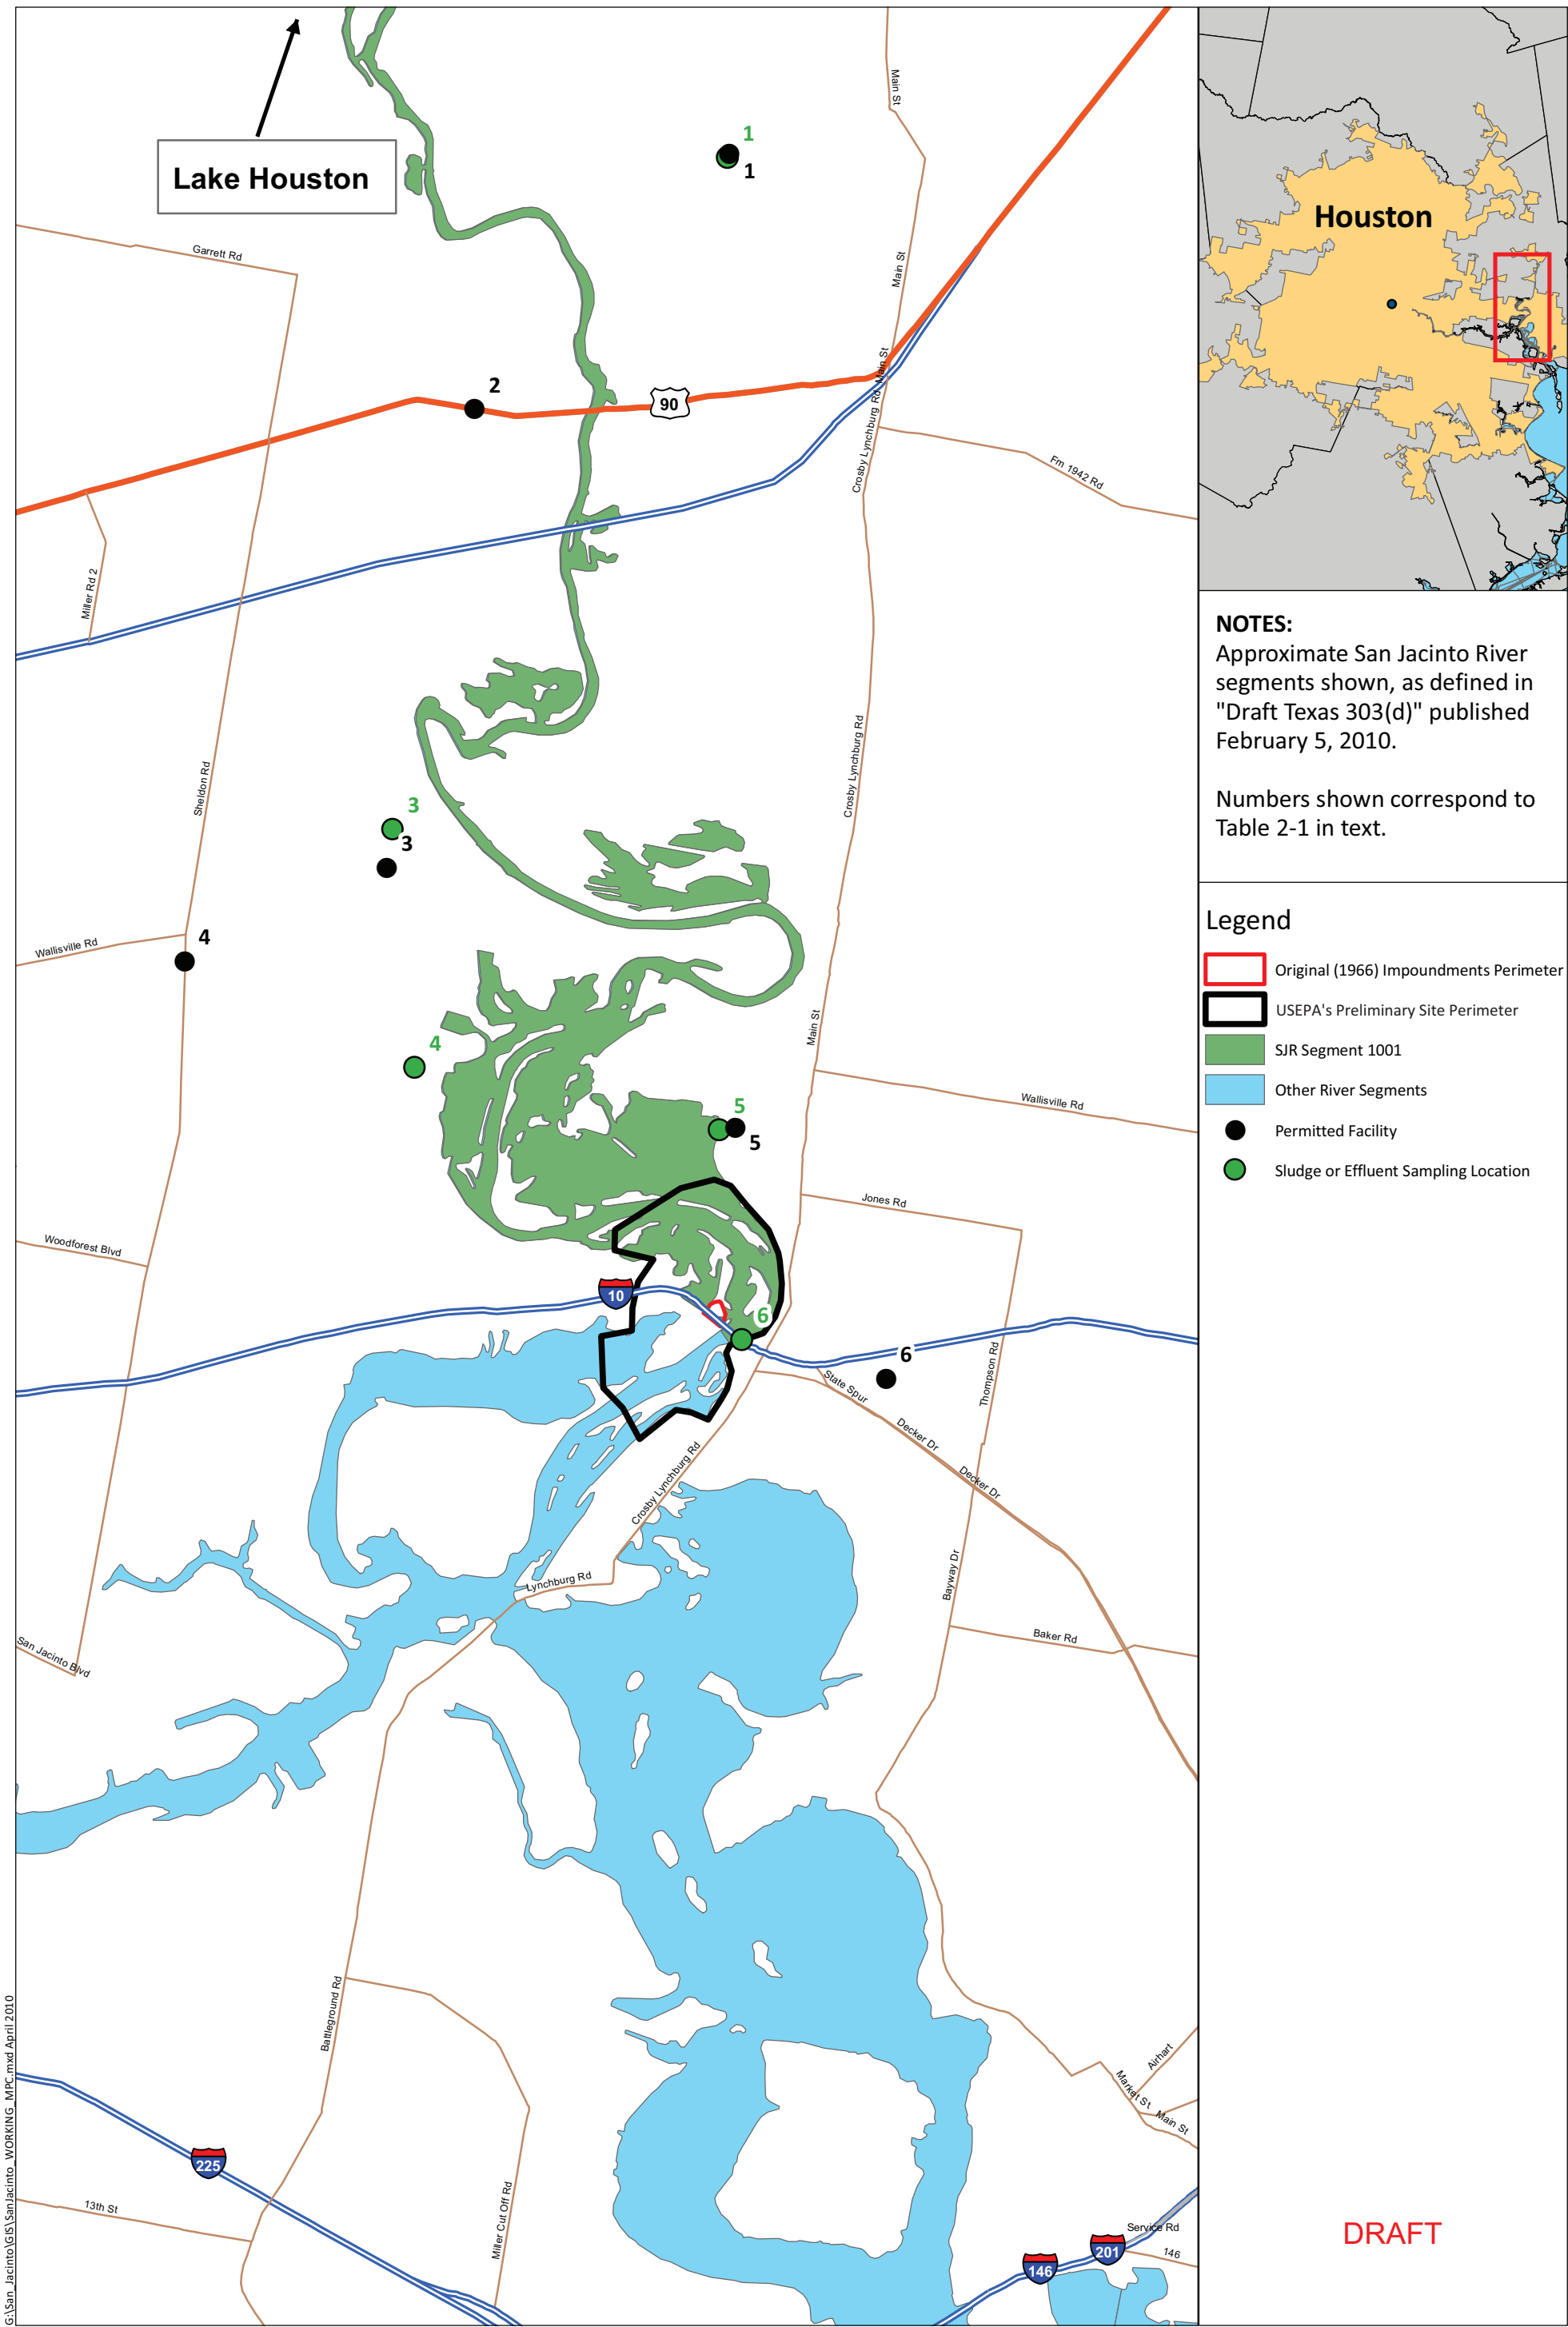 Lake Houston
1
1
Main St
Main St
Garrett Rd
Crosby Lynchburg Rd
Main St
2
90
Fm 1942 Rd
Miller Rd 2
Sheldon Rd
Crosby Lynchburg Rd
3
3
4
Wallisville Rd
Main St
4
Wallisville Rd
5
5
Jones Rd
Woodforest Blvd
10
6
6
Thompson Rd
State Spur
Decker Dr
Decker Dr
Crosby Lynchburg Rd
Lynchburg Rd
Bayway Dr
Baker Rd
San Jacinto Blvd
Battleground Rd
Airhart
Market St
Main St
225
13th St
Miller Cut Off Rd
Service Rd
201
146
146
G:\San_Jacinto\GIS\SanJacinto_WORKING_MPC.mxd April 2010
Houston
NOTES:
Approximate San Jacinto River
segments shown, as defined in
"Draft Texas 303(d)" published
February 5, 2010.
Numbers shown correspond to
Table 2-1 in text.
Legend
Original (1966) Impoundments Perimeter
USEPA's Preliminary Site Perimeter
SJR Segment 1001
Other River Segments
Permitted Facility
Sludge or Effluent Sampling Location
DRAFT